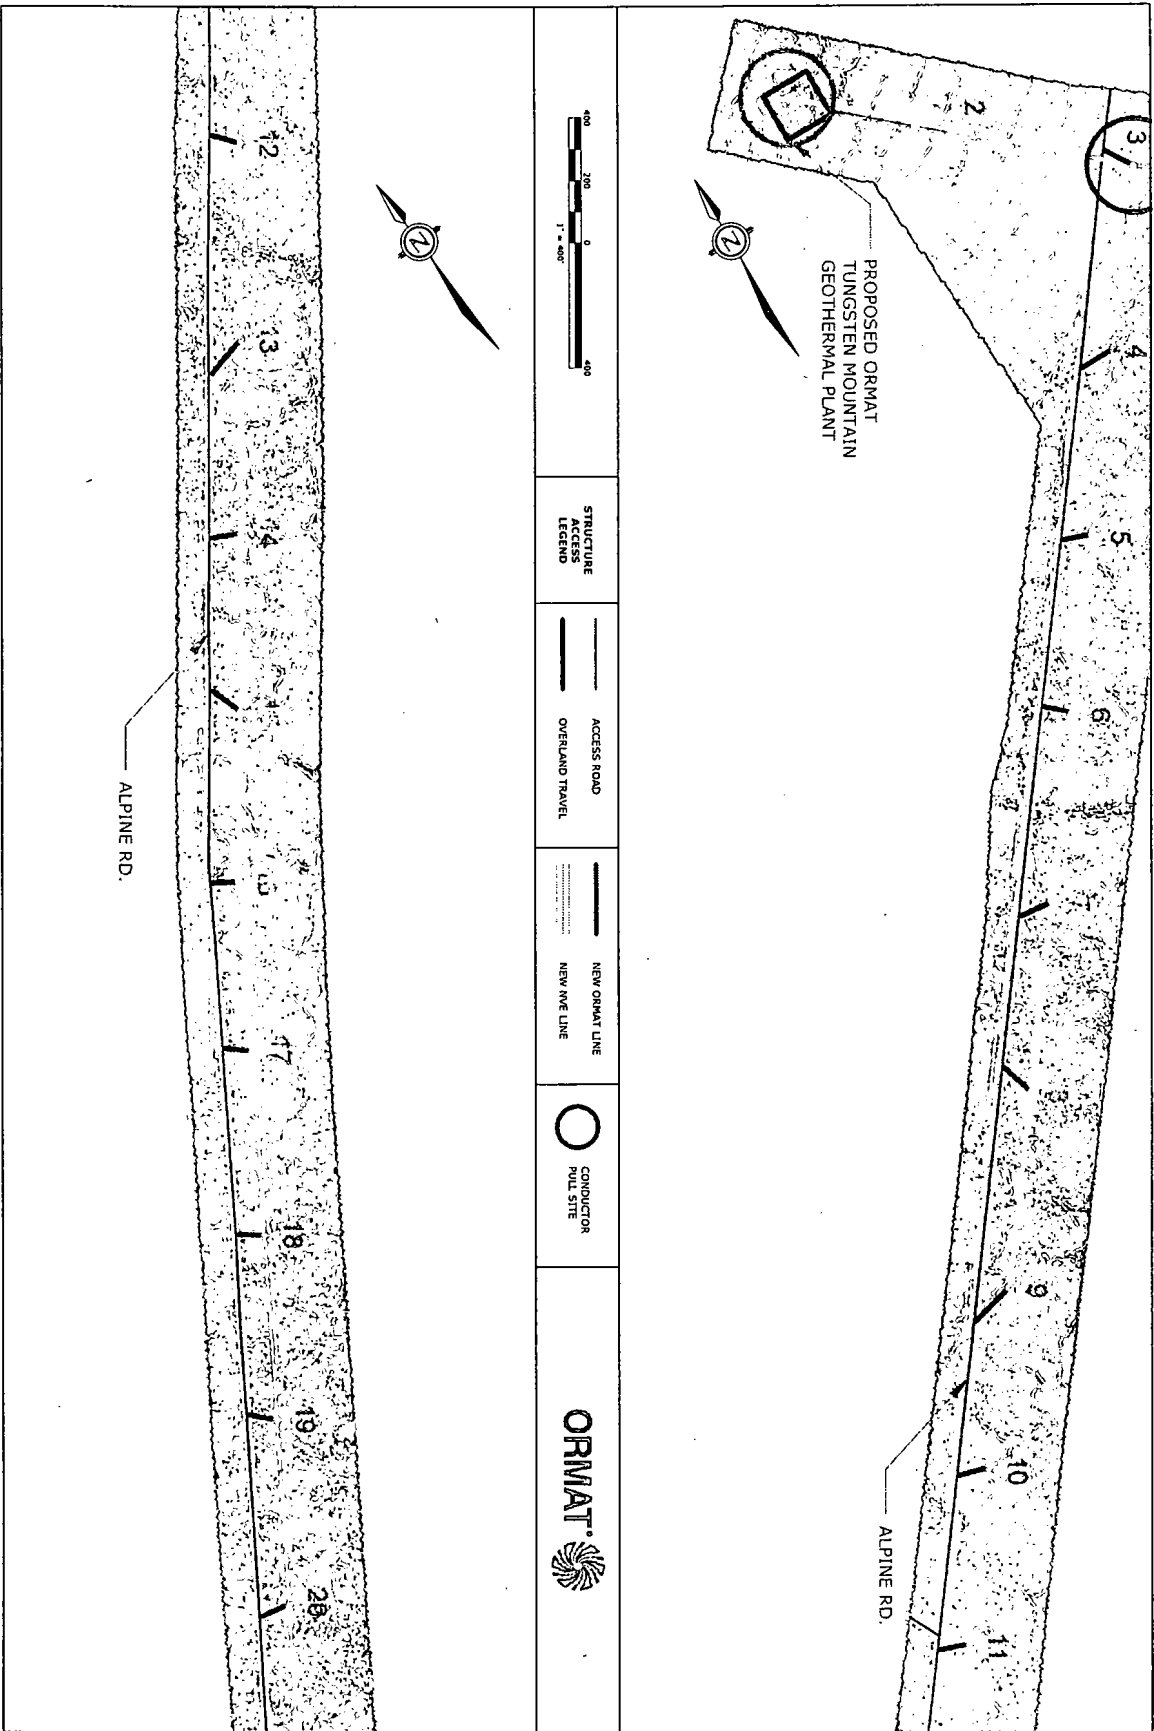 2
3
4
5
6
9
10
11
PROPOSED ORMAT
TUNGSTEN MOUNTAIN
GEOTHERMAL PLANT
ALPINE RD.
N
400
200
0
400
1" = 400'
STRUCTURE
ACCESS
LEGEND
ACCESS ROAD
OVERLAND TRAVEL
NEW ORMAT LINE
NEW NVE LINE
CONDUCTOR
PULL SITE
ORMAT
N
12
13
14
17
18
19
20
ALPINE RD.